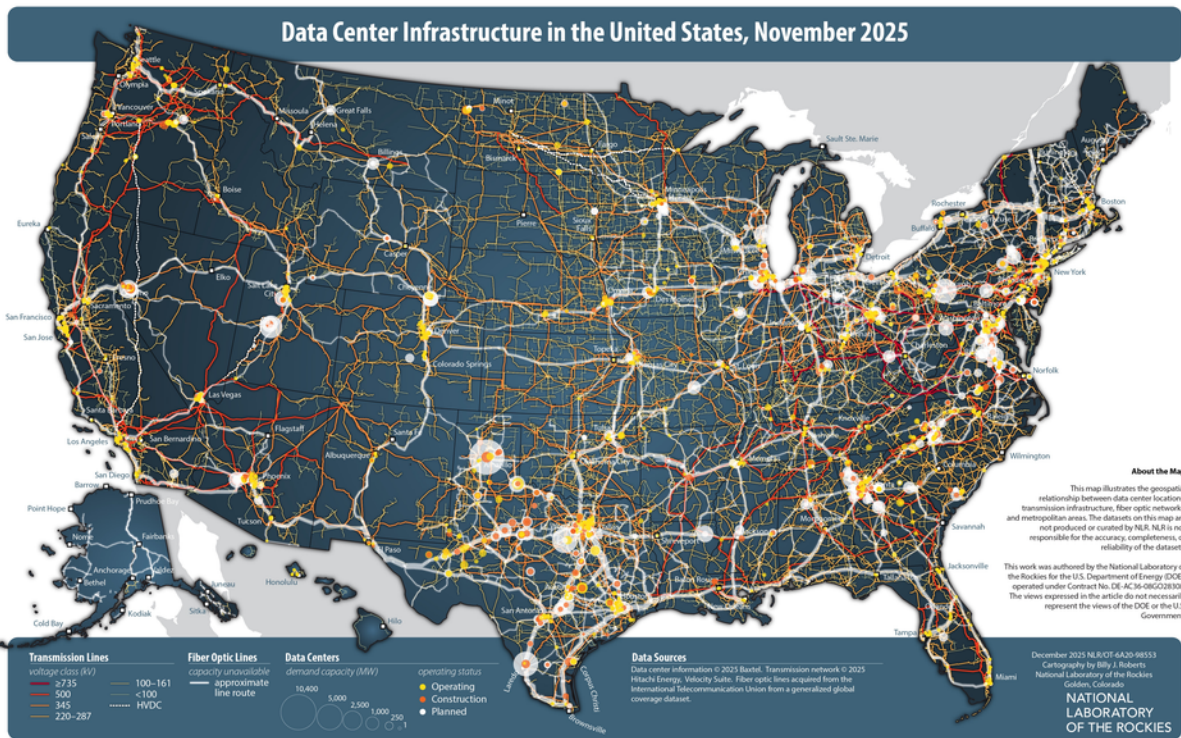 Data Center Infrastructure in the United States, November 2025
Seattle
Olympia
Vancouver
Portland
Missoula
Great Falls
Helena
Billings
Minot
Bismarck
Fargo
Sault Ste. Marie
Boise
Eureka
Pierre
Sioux
Falls
Minneapolis
Rochester
Buffalo
Boston
Detroit
New York
Casper
Cheyenne
Elko
Sacramento
San Francisco
San Jose
Fresno
Denver
Colorado Springs
Des Moines
Topeka
Charleston
Norfolk
Las Vegas
Santa Barbara
Los Angeles
San Bernardino
Flagstaff
Santa Fe
Albuquerque
San Diego
Phoenix
Tucson
El Paso
Memphis
Columbia
Wilmington
Savannah
Shreveport
Baton Rouge
Jacksonville
Tampa
Miami
San Antonio
Laredo
Corpus Christi
Brownsville
Barrow
Prudhoe Bay
Point Hope
Nome
Fairbanks
Anchorage
Valdez
Bethel
Juneau
Sitka
Kodiak
Cold Bay
Honolulu
Hilo
About the Map
This map illustrates the geospatia
relationship between data center location
transmission infrastructure, fiber optic network
and metropolitan areas. The datasets on this map ar
not produced or curated by NLR. NLR is no
responsible for the accuracy, completeness, o
reliability of the dataset
This work was authored by the National Laboratory o
the Rockies for the U.S. Department of Energy (DOE
operated under Contract No. DE-AC36-08GO2830
The views expressed in the article do not necessaril
represent the views of the DOE or the U.S
Government
Transmission Lines
voltage class (kV)
≥735
500
345
220–287
100–161
<100
HVDC
Fiber Optic Lines
capacity unavailable
approximate
line route
Data Centers
demand capacity (MW)
10,400
5,000
2,500
1,000
250
1
operating status
Operating
Construction
Planned
Data Sources
Data center information © 2025 Baxtel. Transmission network © 2025
Hitachi Energy, Velocity Suite. Fiber optic lines acquired from the
International Telecommunication Union from a generalized global
coverage dataset.
December 2025 NLR/OT-6A20-98553
Cartography by Billy J. Roberts
National Laboratory of the Rockies
Golden, Colorado
NATIONAL
LABORATORY
OF THE ROCKIES